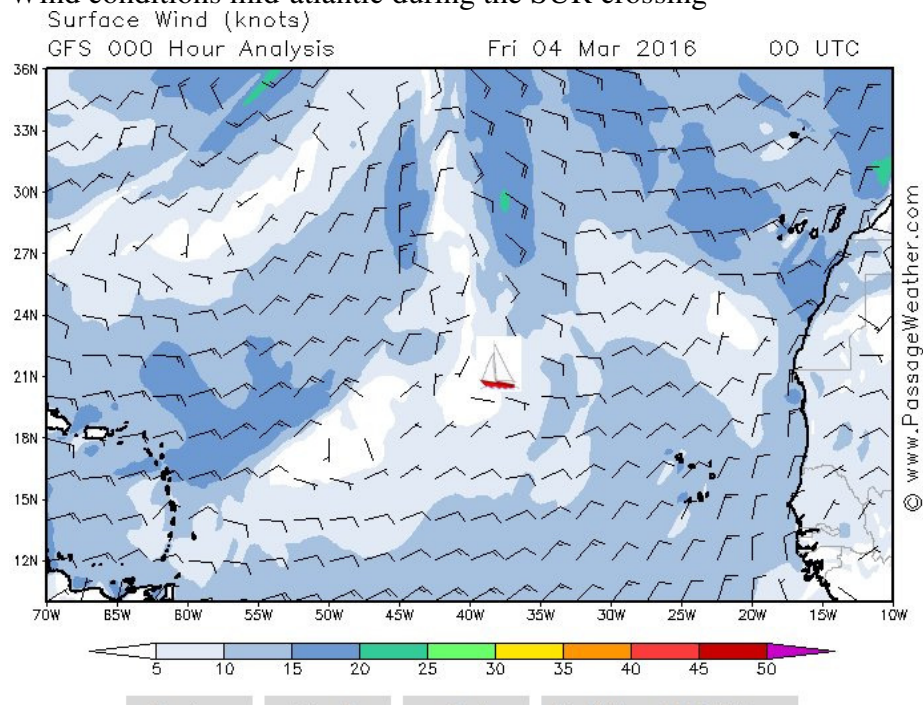 Wind conditions mid-atlantic during the SUR crossing
Surface Wind (knots)
GFS 000 Hour Analysis Fri 04 Mar 2016 00 UTC
36N
33N
30N
27N
24N
21N
18N
15N
12N
70W 65W 60W 55W 50W 45W 40W 35W 30W 25W 20W 15W 10W
© www.PassageWeather.com
5 10 15 20 25 30 35 40 45 50